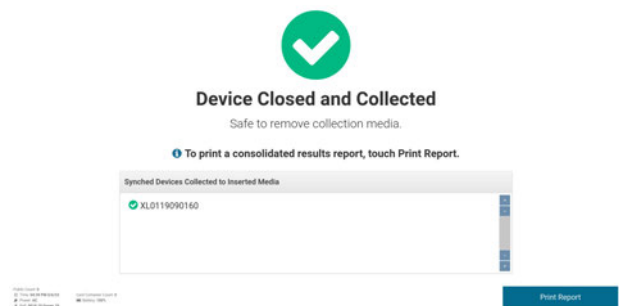 Device Closed and Collected
Safe to remove collection media.
To print a consolidated results report, touch Print Report.
Synched Devices Collected to Inserted Media
XL0119090160
Print Report